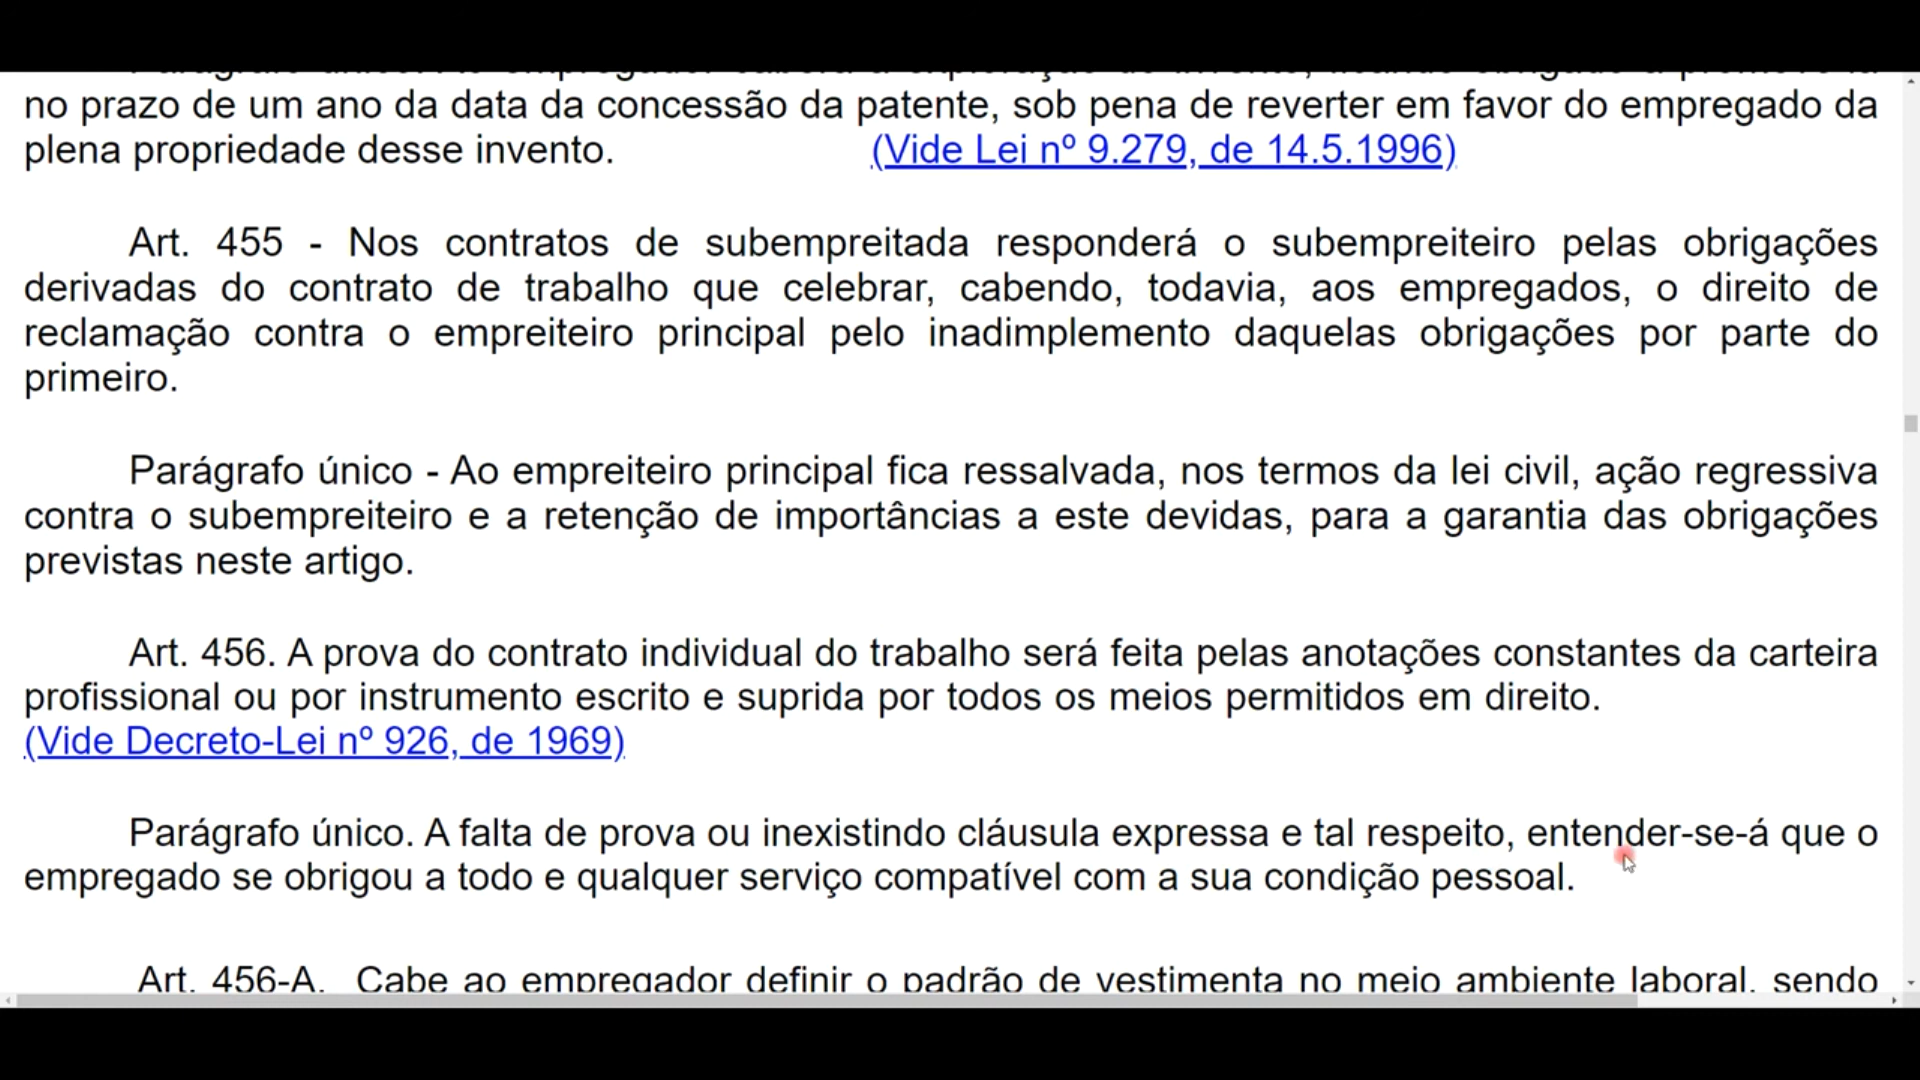 no prazo de um ano da data da concessão da patente, sob pena de reverter em favor do empregado da
plena propriedade desse invento. (Vide Lei nº 9.279, de 14.5.1996)
Art. 455 - Nos contratos de subempreitada responderá o subempreiteiro pelas obrigações
derivadas do contrato de trabalho que celebrar, cabendo, todavia, aos empregados, o direito de
reclamação contra o empreiteiro principal pelo inadimplemento daquelas obrigações por parte do
primeiro.
Parágrafo único - Ao empreiteiro principal fica ressalvada, nos termos da lei civil, ação regressiva
contra o subempreiteiro e a retenção de importâncias a este devidas, para a garantia das obrigações
previstas neste artigo.
Art. 456. A prova do contrato individual do trabalho será feita pelas anotações constantes da carteira
profissional ou por instrumento escrito e suprida por todos os meios permitidos em direito.
(Vide Decreto-Lei nº 926, de 1969)
Parágrafo único. A falta de prova ou inexistindo cláusula expressa e tal respeito, entender-se-á que o
empregado se obrigou a todo e qualquer serviço compatível com a sua condição pessoal.
Art. 456-A. Cabe ao empregador definir o padrão de vestimenta no meio ambiente laboral, sendo